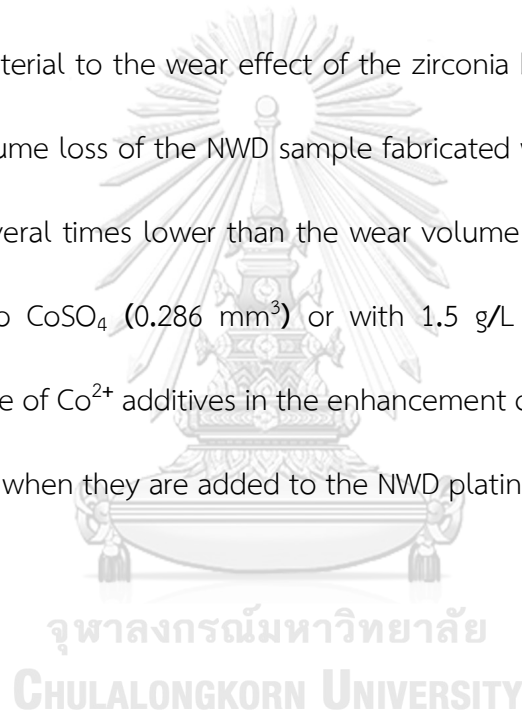 terial to the wear effect of the zirconia
ume loss of the NWD sample fabricated
veral times lower than the wear volume
o CoSO₄ (0.286 mm³) or with 1.5 g/L
e of Co²⁺ additives in the enhancement
when they are added to the NWD platin
จุฬาลงกรณ์มหาวิทยาลัย
CHULALONGKORN UNIVERSITY